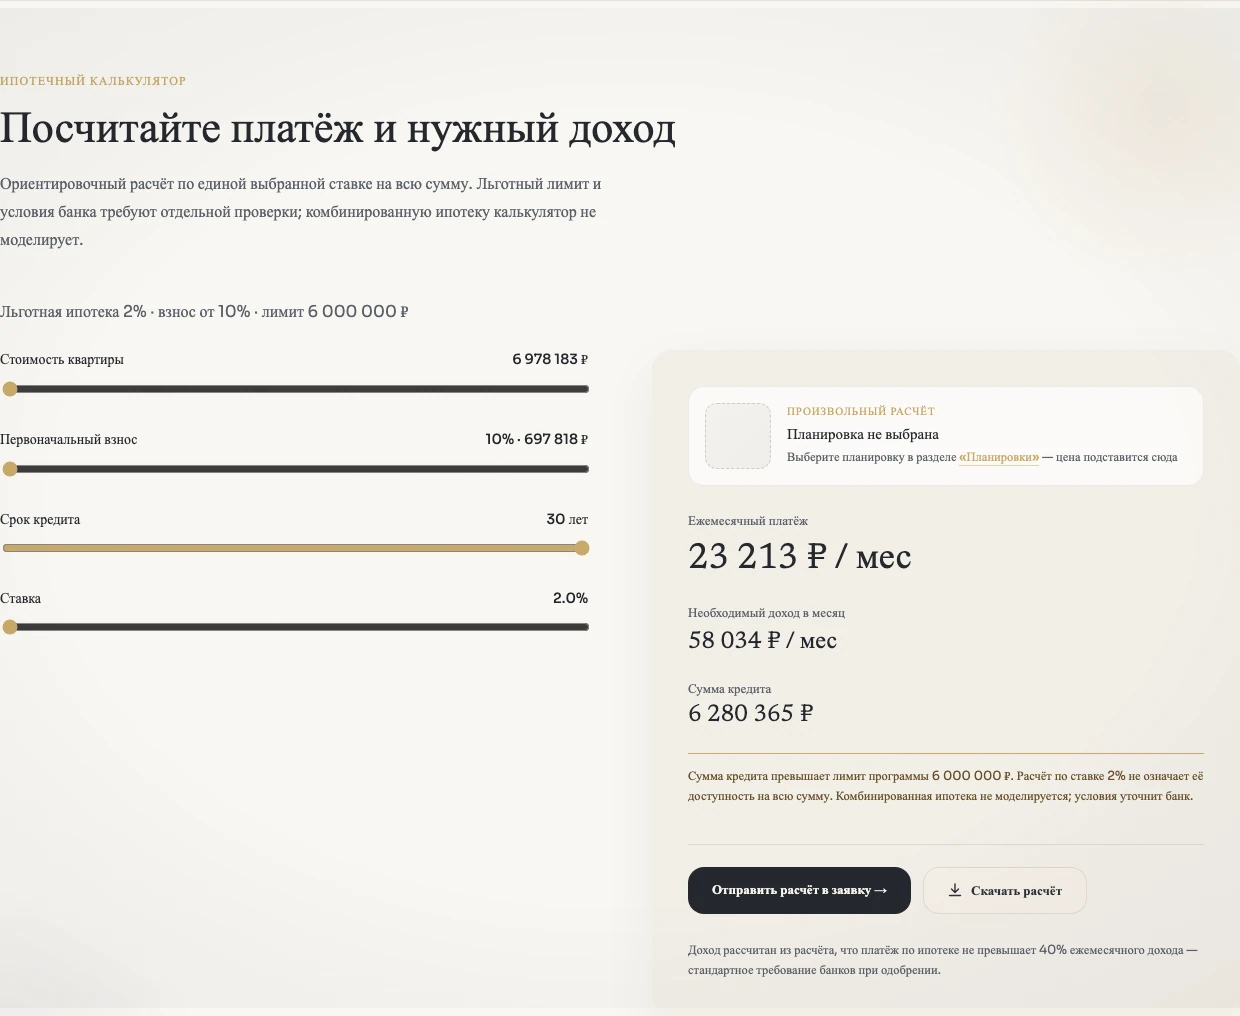 ИПОТЕЧНЫЙ КАЛЬКУЛЯТОР
Посчитайте платёж и нужный доход
Ориентировочный расчёт по единой выбранной ставке на всю сумму. Льготный лимит и
условия банка требуют отдельной проверки; комбинированную ипотеку калькулятор не
моделирует.
Льготная ипотека 2% · взнос от 10% · лимит 6 000 000 ₽
Стоимость квартиры 6 978 183 ₽
Первоначальный взнос 10% · 697 818 ₽
Срок кредита 30 лет
Ставка 2.0%
ПРОИЗВОЛЬНЫЙ РАСЧЁТ
Планировка не выбрана
Выберите планировку в разделе «Планировки» — цена подставится сюда
Ежемесячный платёж
23 213 ₽ / мес
Необходимый доход в месяц
58 034 ₽ / мес
Сумма кредита
6 280 365 ₽
Сумма кредита превышает лимит программы 6 000 000 ₽. Расчёт по ставке 2% не означает её
доступность на всю сумму. Комбинированная ипотека не моделируется; условия уточнит банк.
Отправить расчёт в заявку →
Скачать расчёт
Доход рассчитан из расчёта, что платёж по ипотеке не превышает 40% ежемесячного дохода —
стандартное требование банков при одобрении.